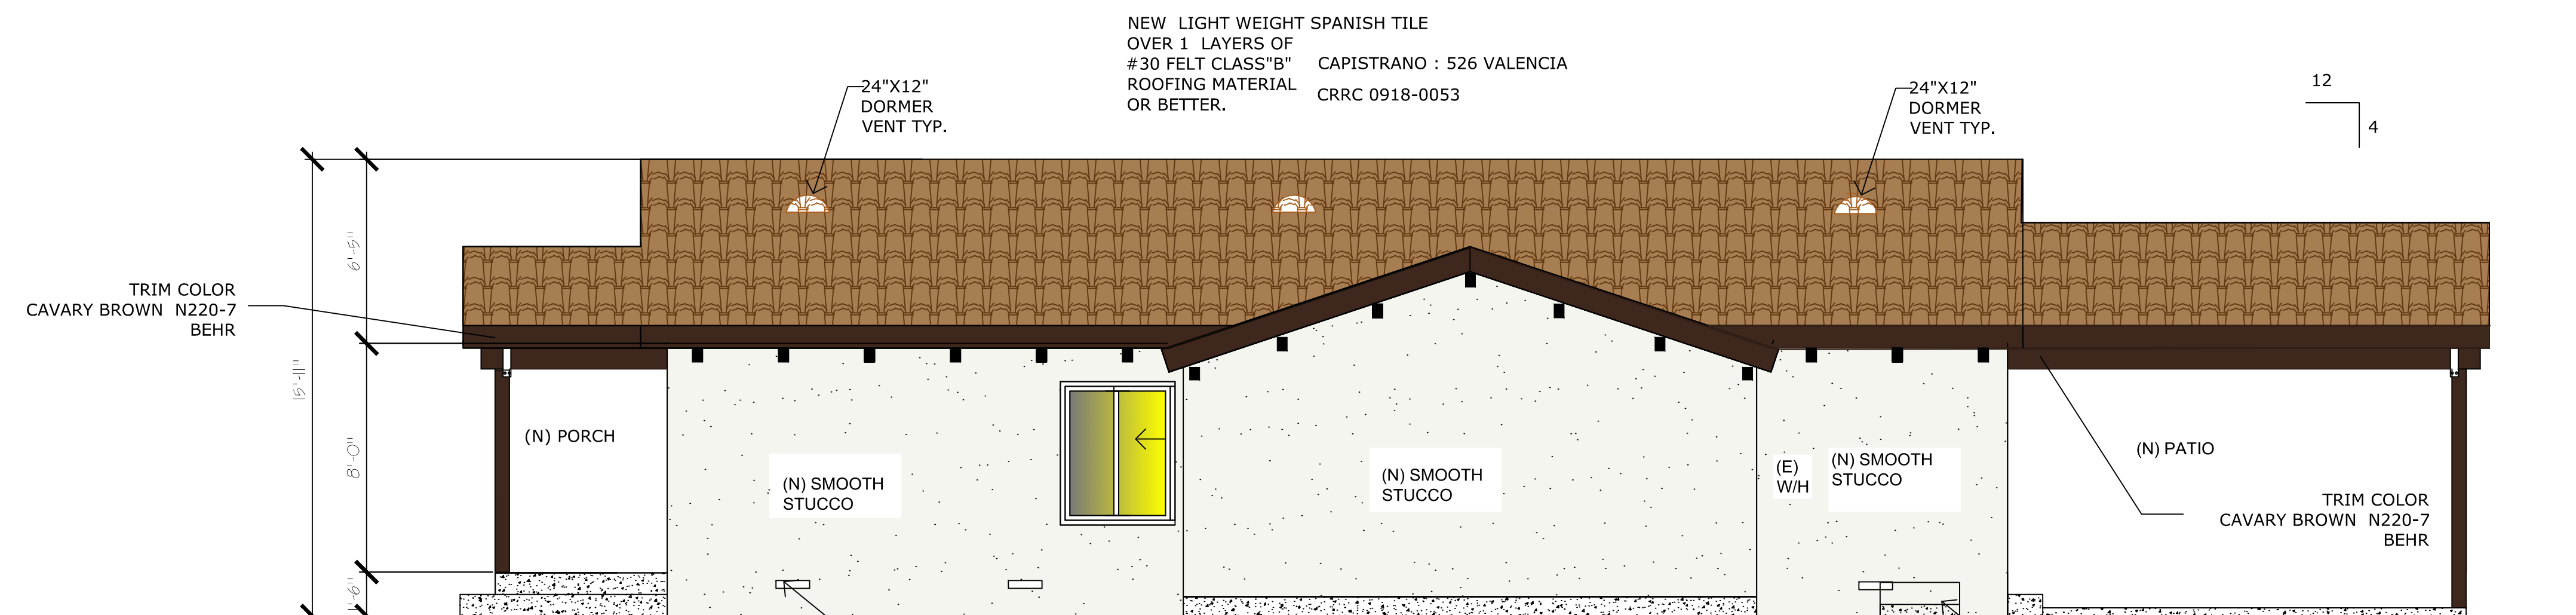 NEW LIGHT WEIGHT SPANISH TILE
OVER 1 LAYERS OF
#30 FELT CLASS"B"
ROOFING MATERIAL
OR BETTER.
CAPISTRANO : 526 VALENCIA
CRRC 0918-0053
24"X12"
DORMER
VENT TYP.
24"X12"
DORMER
VENT TYP.
12
4
6'-5"
TRIM COLOR
CAVARY BROWN N220-7
BEHR
15'-11"
8'-0"
1'-6"
(N) PORCH
(N) SMOOTH
STUCCO
(N) SMOOTH
STUCCO
(E)
W/H
(N) SMOOTH
STUCCO
(N) PATIO
TRIM COLOR
CAVARY BROWN N220-7
BEHR